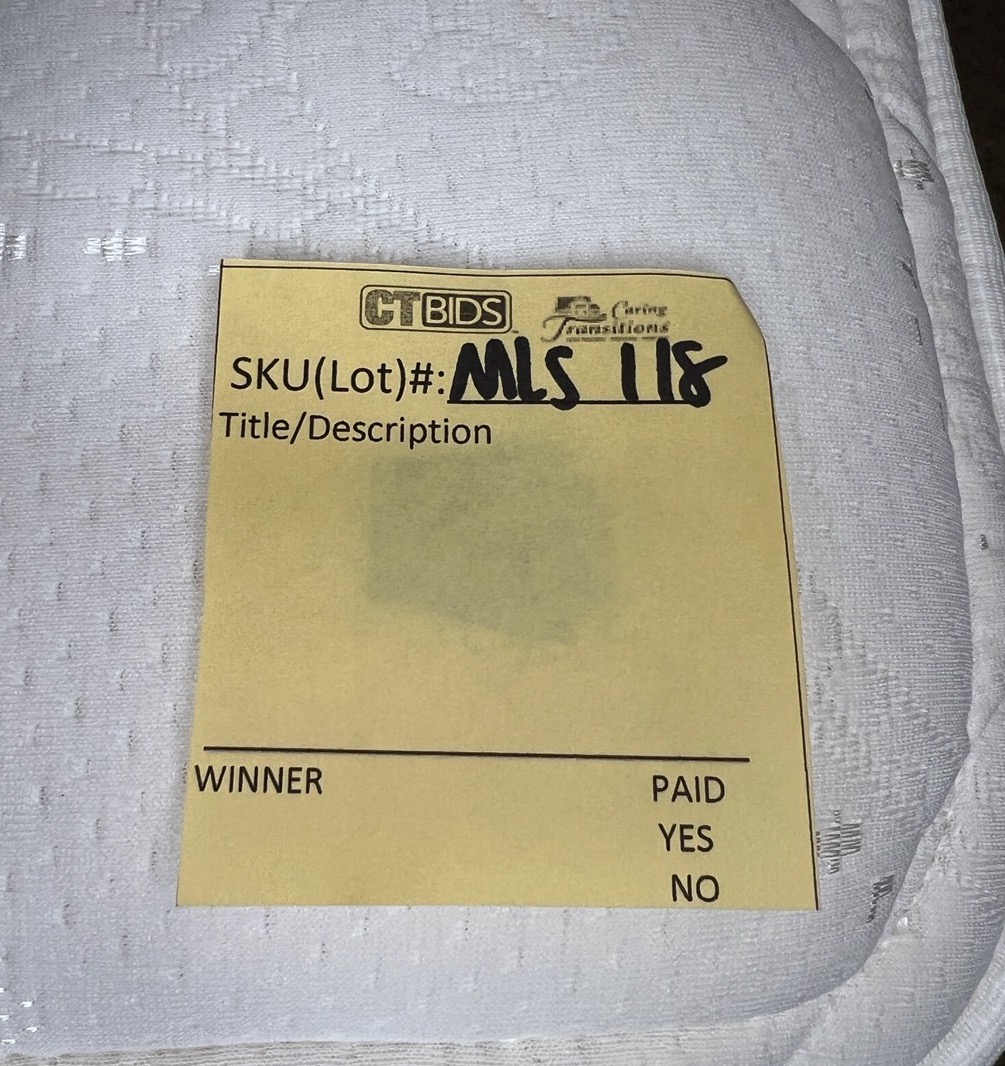 CTBIDS
Caring
Transitions
SKU(Lot)#: MLS 118
Title/Description
WINNER PAID
YES
NO